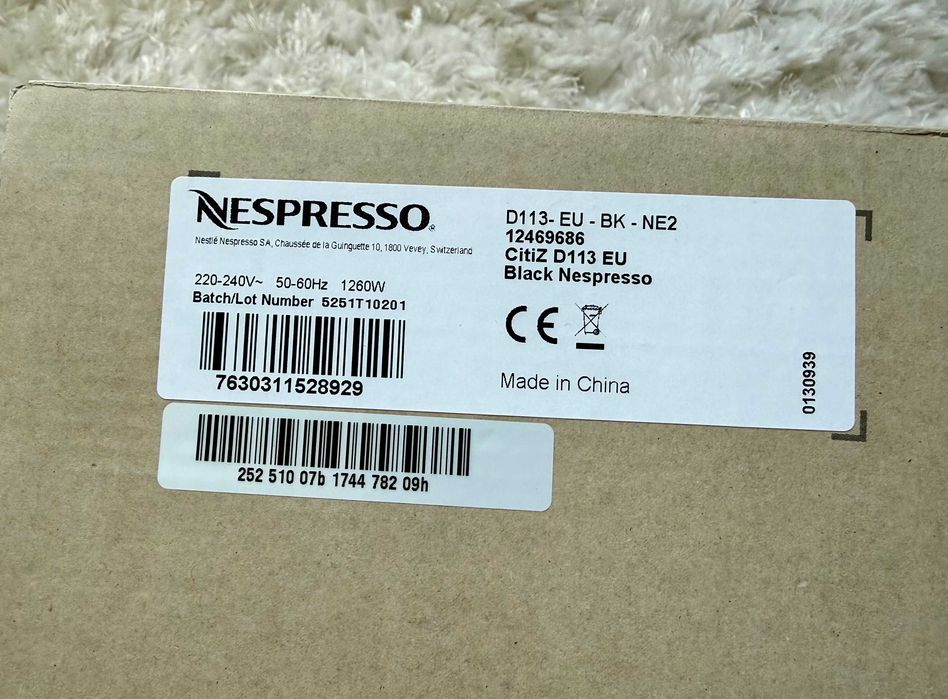 NESPRESSO®
Nestlé Nespresso SA, Chaussée de la Guinguette 10, 1800 Vevey, Switzerland
220-240V~ 50-60Hz 1260W
Batch/Lot Number 5251T10201
7630311528929
D113- EU - BK - NE2
12469686
CitiZ D113 EU
Black Nespresso
CE
Made in China
0130939
252 510 07b 1744 782 09h